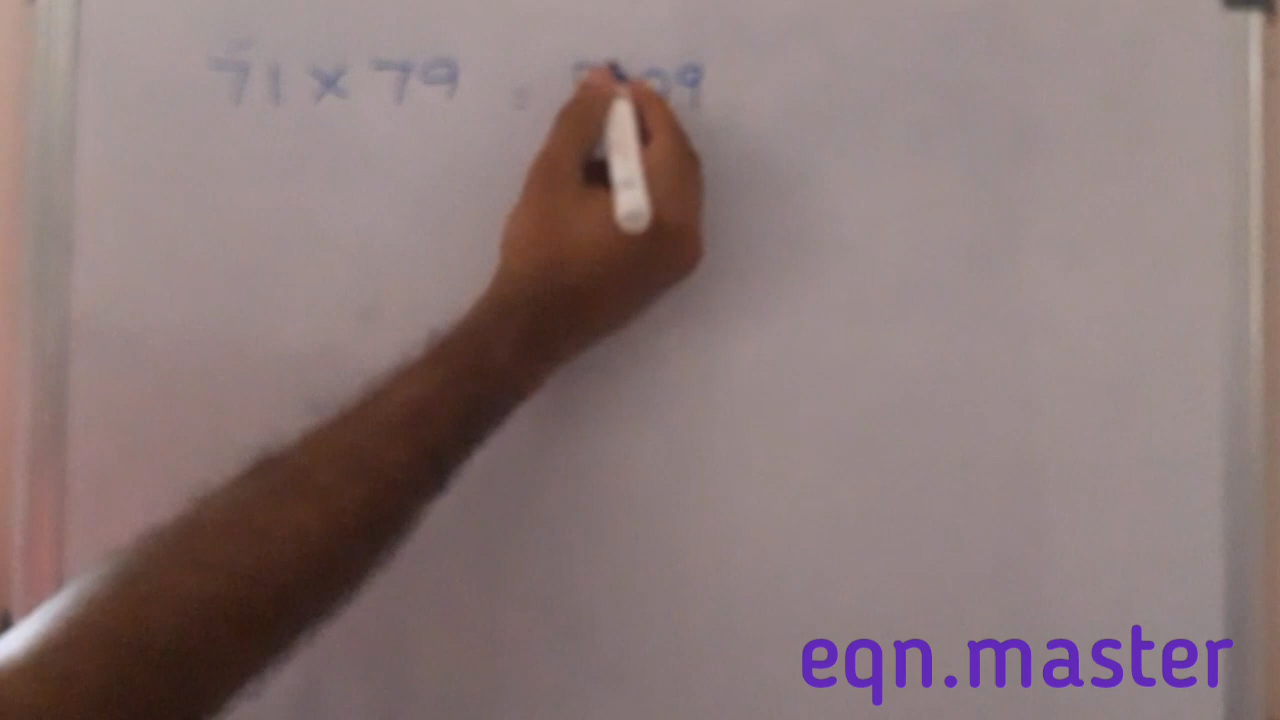 71 × 79 =
eqn.master